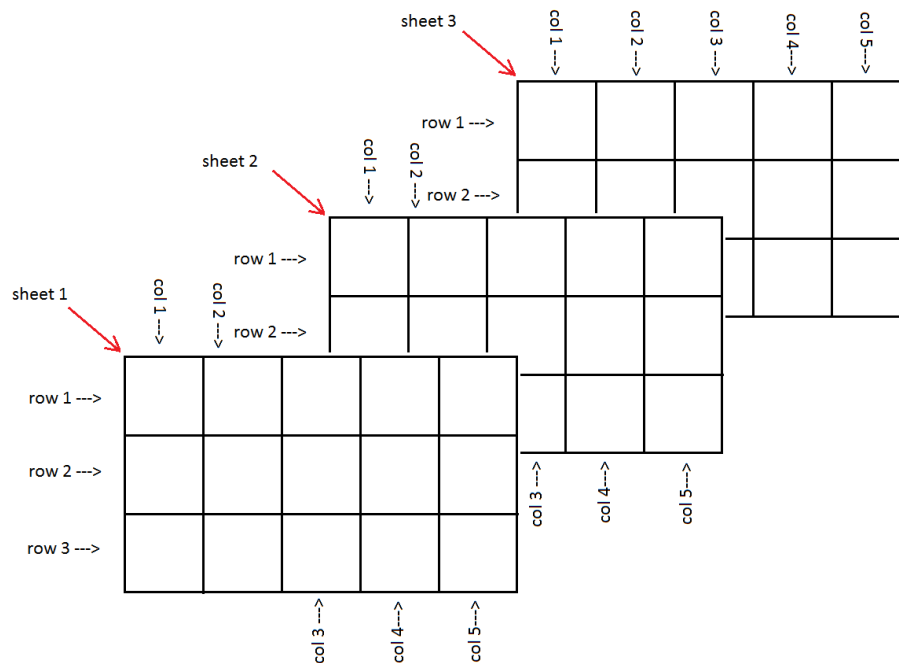 sheet 3
col 1 --->
col 2 --->
col 3 --->
col 4--->
col 5--->
row 1 --->
row 2 --->
sheet 2
col 1 --->
col 2 --->
row 1 --->
row 2 --->
col 3 --->
col 4--->
col 5--->
sheet 1
col 1 --->
col 2 --->
row 1 --->
row 2 --->
row 3 --->
col 3 --->
col 4--->
col 5--->